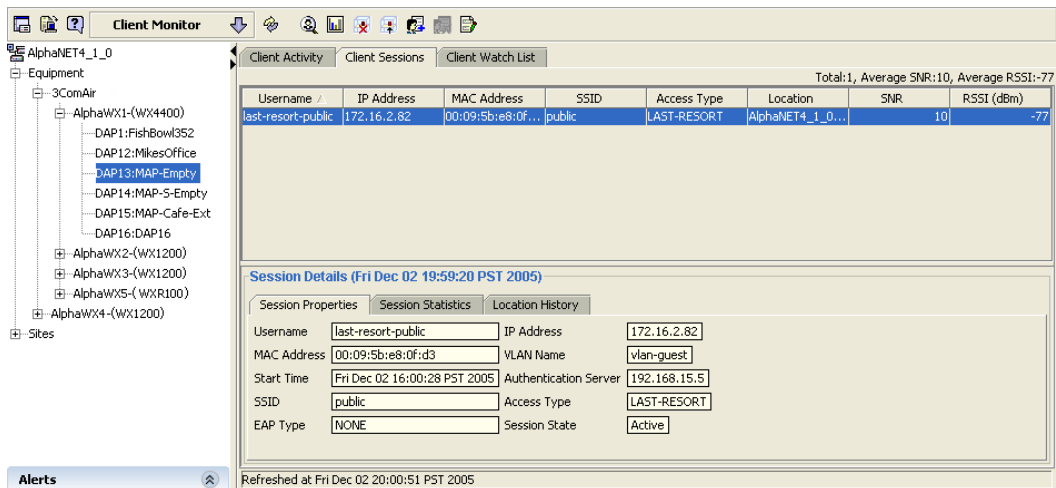 Client Monitor
AlphaNET4_1_0
Equipment
3ComAir
AlphaWX1-(WX4400)
DAP1:FishBowl352
DAP12:MikesOffice
DAP13:MAP-Empty
DAP14:MAP-S-Empty
DAP15:MAP-Cafe-Ext
DAP16:DAP16
AlphaWX2-(WX1200)
AlphaWX3-(WX1200)
AlphaWX5-( WXR100)
AlphaWX4-(WX1200)
Sites
Alerts
Client Activity Client Sessions Client Watch List
Total:1, Average SNR:10, Average RSSI:-77
Username IP Address MAC Address SSID Access Type Location SNR RSSI (dBm)
last-resort-public 172.16.2.82 00:09:5b:e8:0f... public LAST-RESORT AlphaNET4_1_0... 10 -77
Session Details (Fri Dec 02 19:59:20 PST 2005)
Session Properties Session Statistics Location History
Username last-resort-public IP Address 172.16.2.82
MAC Address 00:09:5b:e8:0f:d3 VLAN Name vlan-guest
Start Time Fri Dec 02 16:00:28 PST 2005 Authentication Server 192.168.15.5
SSID public Access Type LAST-RESORT
EAP Type NONE Session State Active
Refreshed at Fri Dec 02 20:00:51 PST 2005